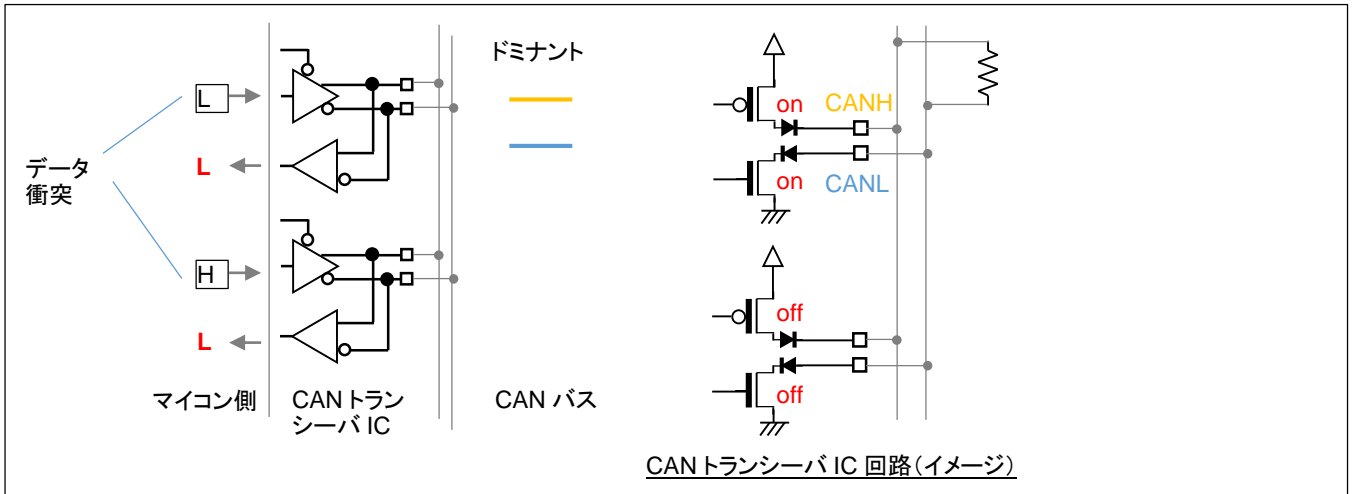 ドミナント
L
on
CANH
L
データ
衝突
on
CANL
H
off
L
off
マイコン側
CAN トラン
シーバ IC
CAN バス
CAN トランシーバ IC 回路(イメージ)